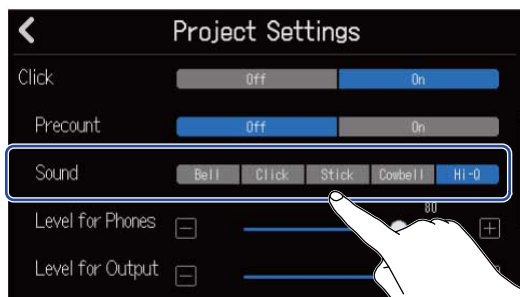 Project Settings
Click Off On
Precount Off On
Sound Bell Click Stick Cowbell Hi-Q
80
Level for Phones
Level for Output